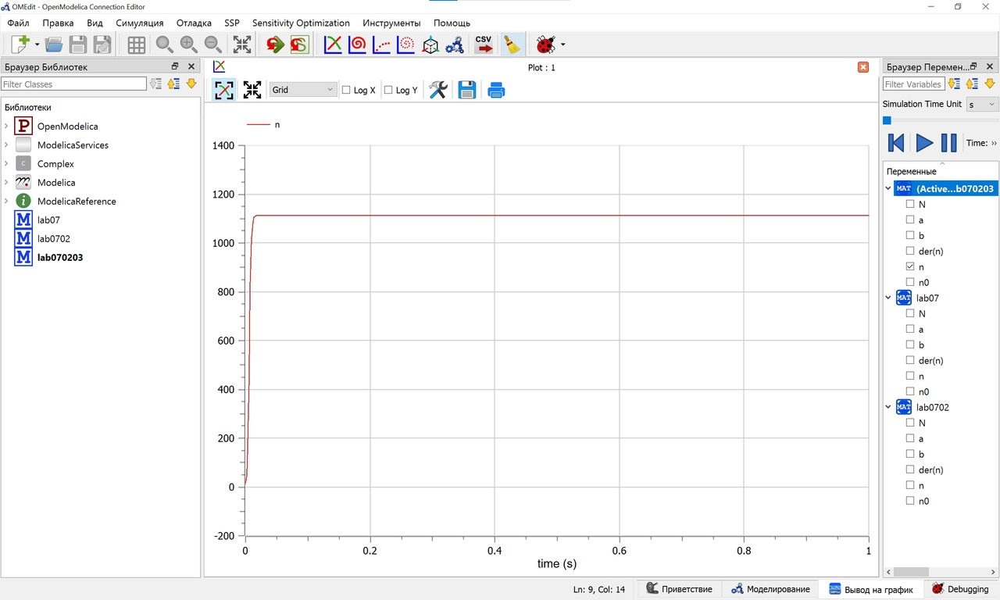 OMEdit - OpenModelica Connection Editor
Файл Правка Вид Симуляция Отладка SSP Sensitivity Optimization Инструменты Помощь
CSV
Браузер Библиотек
Filter Classes
Библиотеки
P OpenModelica
ModelicaServices
C Complex
Modelica
i ModelicaReference
M lab07
M lab0702
M lab070203
Plot : 1
Grid Log X Log Y
n
1400
1200
1000
800
600
400
200
0
-200
0 0.2 0.4 0.6 0.8 1
time (s)
Браузер Перемен...
Filter Variables
Simulation Time Unit s
Time: »
Переменные
MAT (Active...b070203
N
a
b
der(n)
n
n0
MAT lab07
N
a
b
der(n)
n
n0
MAT lab0702
N
a
b
der(n)
n
n0
Ln: 9, Col: 14 Приветствие Моделирование Вывод на график Debugging